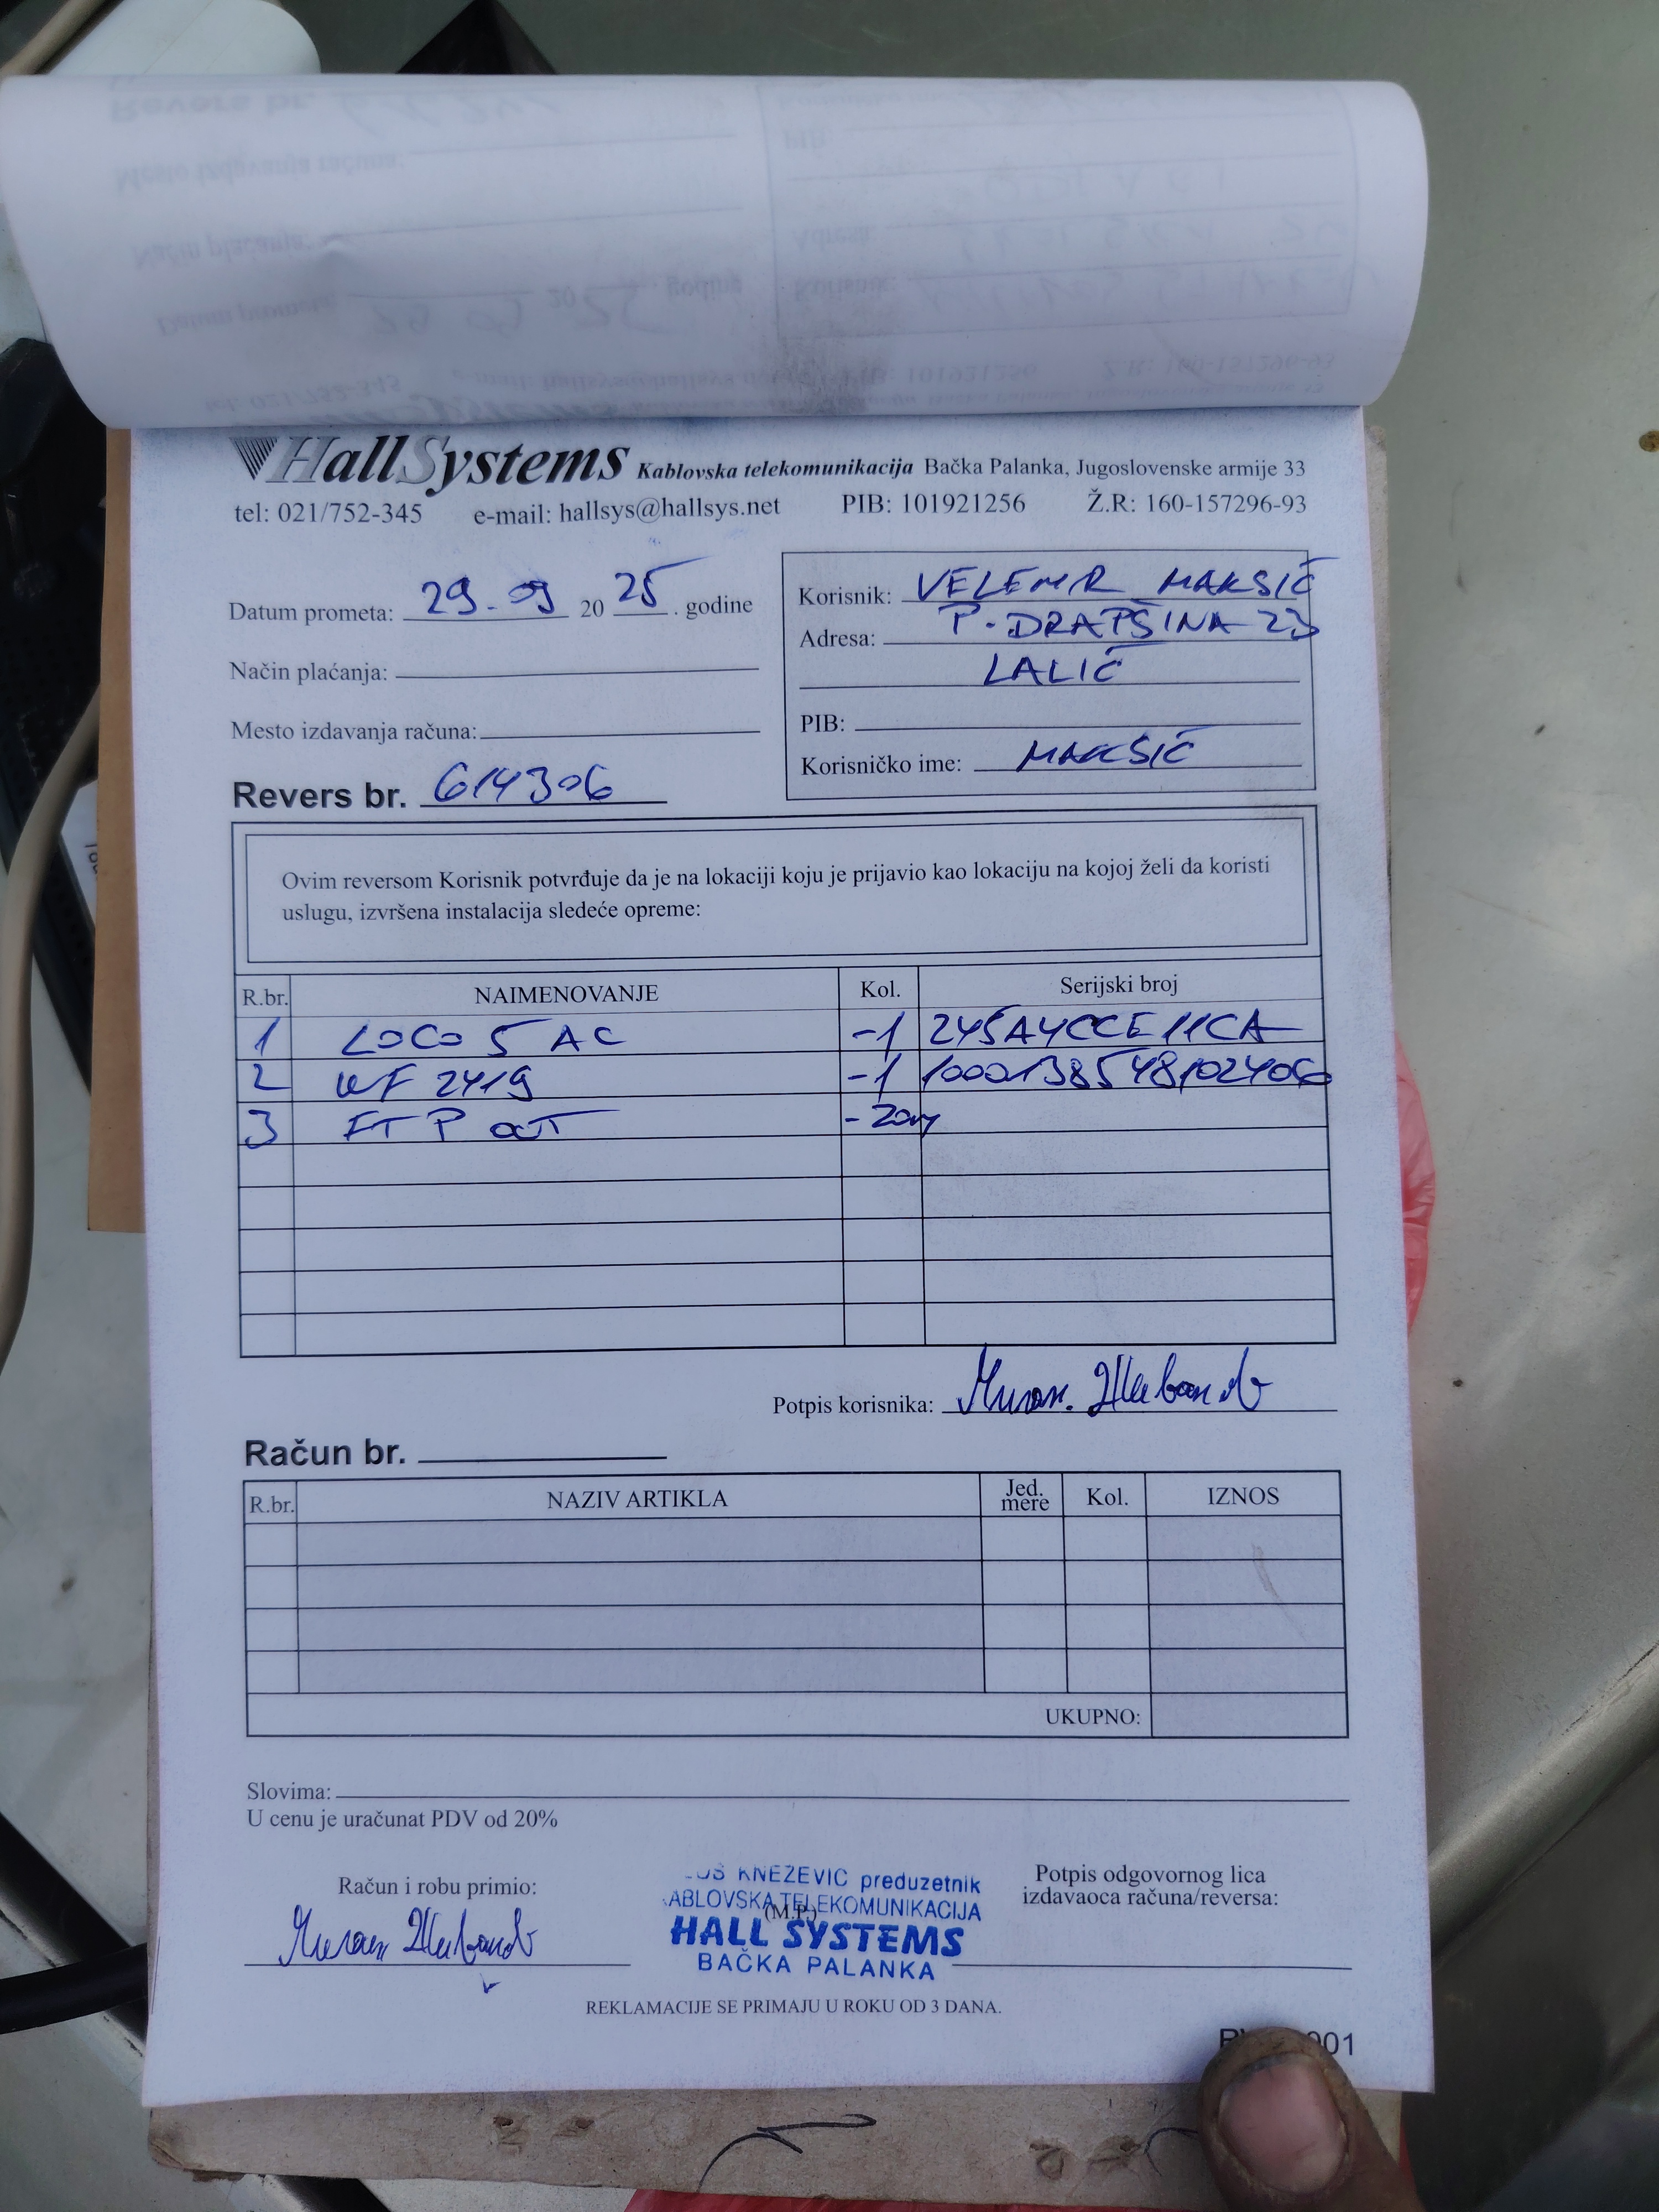 HallSystems Kablovska telekomunikacija Bačka Palanka, Jugoslovenske armije 33
tel: 021/752-345 e-mail: hallsys@hallsys.net PIB: 101921256 Ž.R: 160-157296-93
Datum prometa: 29.09 20 25. godine
Način plaćanja:
Mesto izdavanja računa:
Revers br. 614306
Korisnik: VELEMIR MAKSIĆ
Adresa: P. DRAPŠINA 23
LALIĆ
PIB:
Korisničko ime: MAKSIĆ
Ovim reversom Korisnik potvrđuje da je na lokaciji koju je prijavio kao lokaciju na kojoj želi da koristi
uslugu, izvršena instalacija sledeće opreme:
R.br. NAIMENOVANJE Kol. Serijski broj
1 LOCO 5 AC -1 245A4CCE11CA
2 WF 2419 -1
3 FTP OUT -20m
Potpis korisnika:
Račun br.
R.br. NAZIV ARTIKLA Jed. mere Kol. IZNOS
UKUPNO:
Slovima:
U cenu je uračunat PDV od 20%
Račun i robu primio:
KNEZEVIC preduzetnik
ABLOVSKA TELEKOMUNIKACIJA
(M.P.)
HALL SYSTEMS
BAČKA PALANKA
Potpis odgovornog lica
izdavaoca računa/reversa:
REKLAMACIJE SE PRIMAJU U ROKU OD 3 DANA.